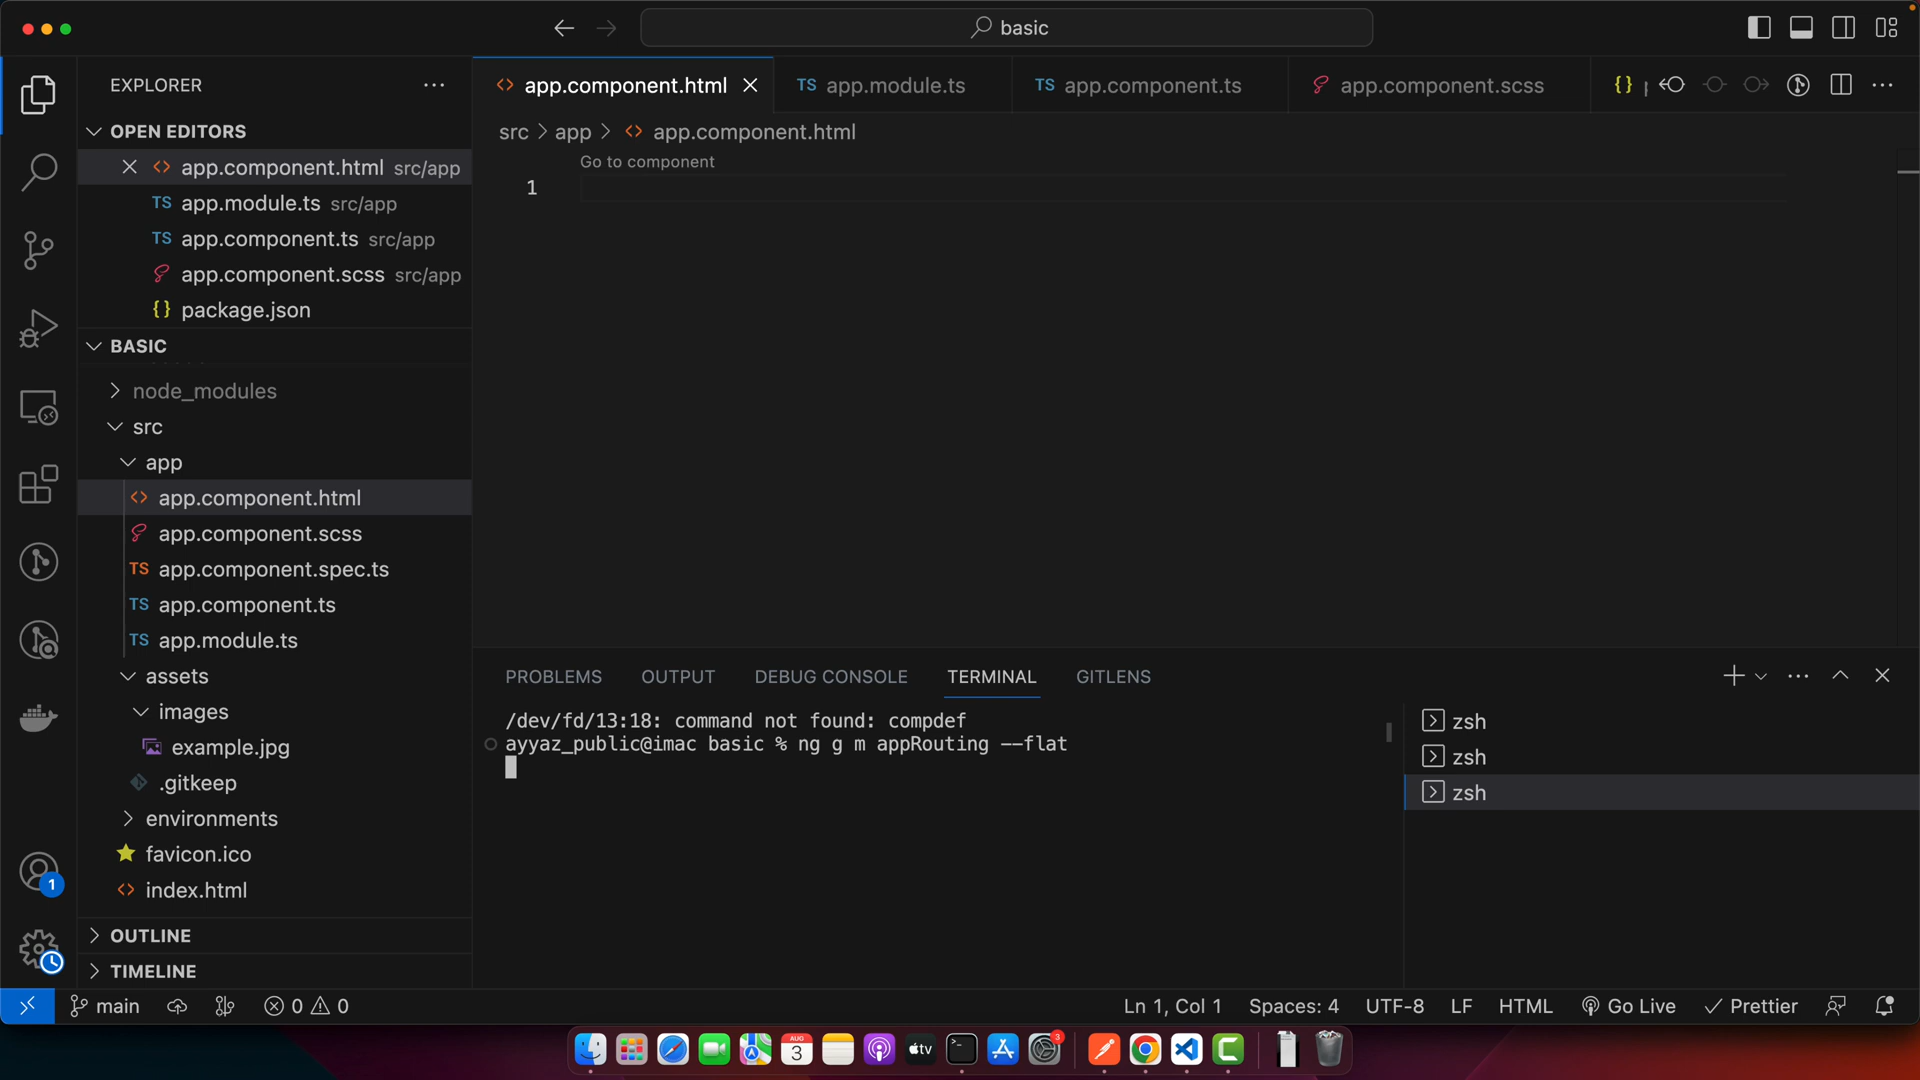 basic
EXPLORER
OPEN EDITORS
app.component.html src/app
TS app.module.ts src/app
TS app.component.ts src/app
app.component.scss src/app
{} package.json
BASIC
node_modules
src
app
app.component.html
app.component.scss
TS app.component.spec.ts
TS app.component.ts
TS app.module.ts
assets
images
example.jpg
.gitkeep
environments
favicon.ico
index.html
OUTLINE
TIMELINE
1
app.component.html
TS app.module.ts
TS app.component.ts
app.component.scss
{}
src > app > app.component.html
Go to component
1
PROBLEMS OUTPUT DEBUG CONSOLE TERMINAL GITLENS
/dev/fd/13:18: command not found: compdef
ayyaz_public@imac basic % ng g m appRouting --flat
zsh
zsh
zsh
main 0 0 Ln 1, Col 1 Spaces: 4 UTF-8 LF HTML Go Live Prettier
AUG
3
tv
3